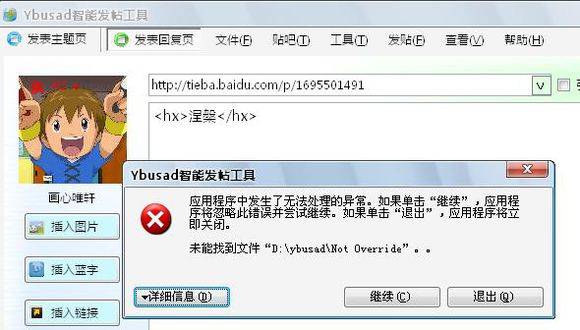 Ybusad智能发帖工具
发表主题页 发表回复页 文件(F) 贴吧(I) 工具(T) 发贴(F) 查看(V) 帮助(H)
http://tieba.baidu.com/p/1695501491
<hx>涅槃</hx>
画心唯轩
插入图片
插入蓝字
插入链接
Ybusad智能发帖工具
应用程序中发生了无法处理的异常。如果单击“继续”，应用程
序将忽略此错误并尝试继续。如果单击“退出”，应用程序将立
即关闭。
未能找到文件“D:\ybusad\Not Override”。。
详细信息(D) 继续(C) 退出(Q)